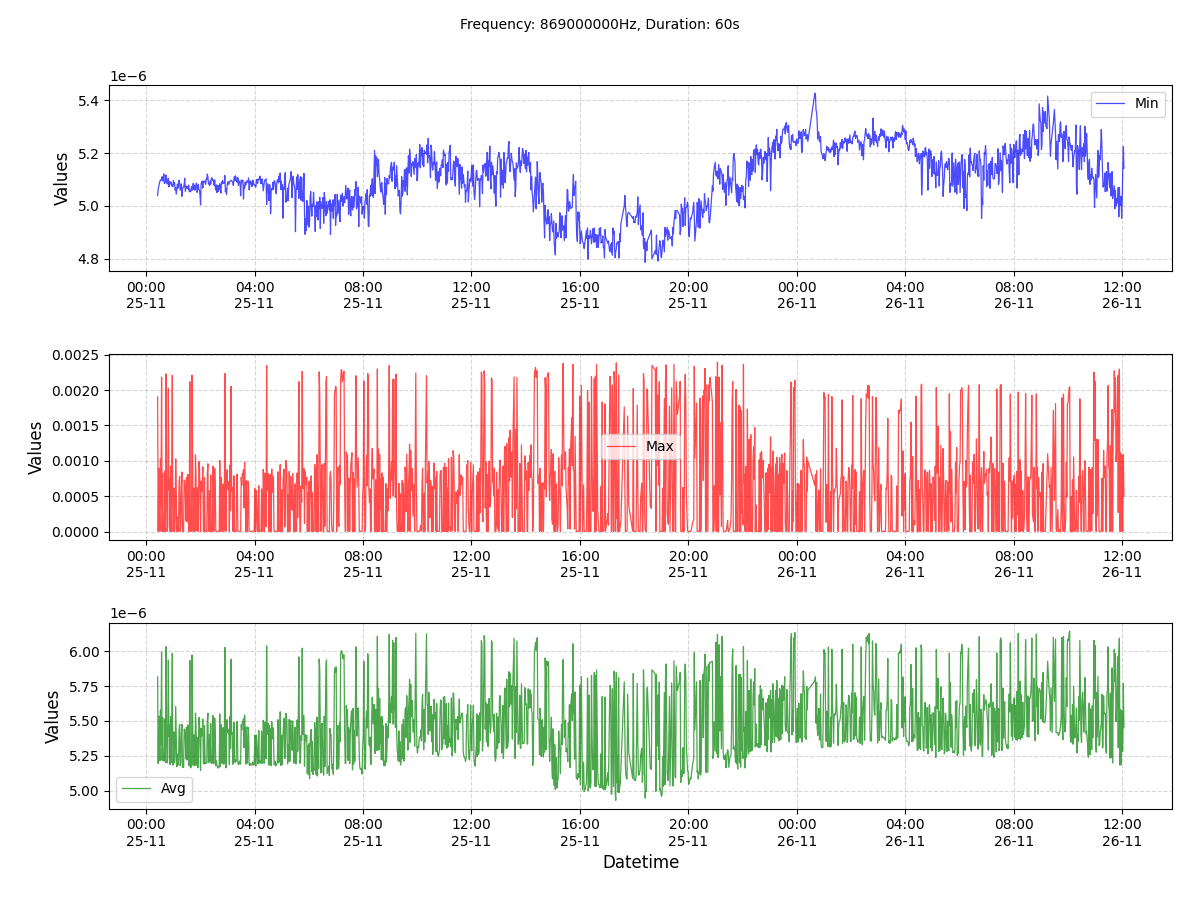 Frequency: 869000000Hz, Duration: 60s
1e−6
Values
5.4
5.2
5.0
4.8
Min
00:00 04:00 08:00 12:00 16:00 20:00 00:00 04:00 08:00 12:00
25-11 25-11 25-11 25-11 25-11 25-11 26-11 26-11 26-11 26-11
Values
0.0025
0.0020
0.0015
0.0010
0.0005
0.0000
Max
00:00 04:00 08:00 12:00 16:00 20:00 00:00 04:00 08:00 12:00
25-11 25-11 25-11 25-11 25-11 25-11 26-11 26-11 26-11 26-11
1e−6
Values
6.00
5.75
5.50
5.25
5.00
Avg
00:00 04:00 08:00 12:00 16:00 20:00 00:00 04:00 08:00 12:00
25-11 25-11 25-11 25-11 25-11 25-11 26-11 26-11 26-11 26-11
Datetime